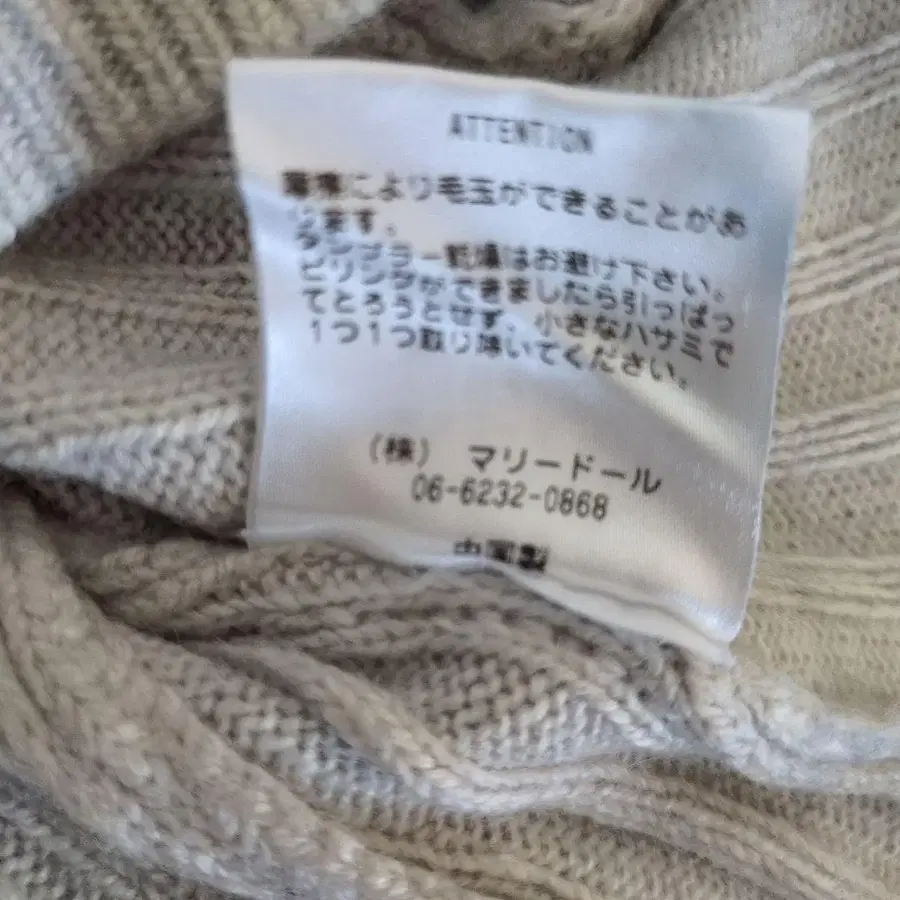 ATTENTION
摩擦により毛玉ができることがあ
ります。
タンブラー乾燥はお避け下さい。
ピリングができましたら引っぱっ
てとろうとせず、小さなハサミで
1つ1つ取り除いてください。
(株) マリードール
06-6232-0868
中国製